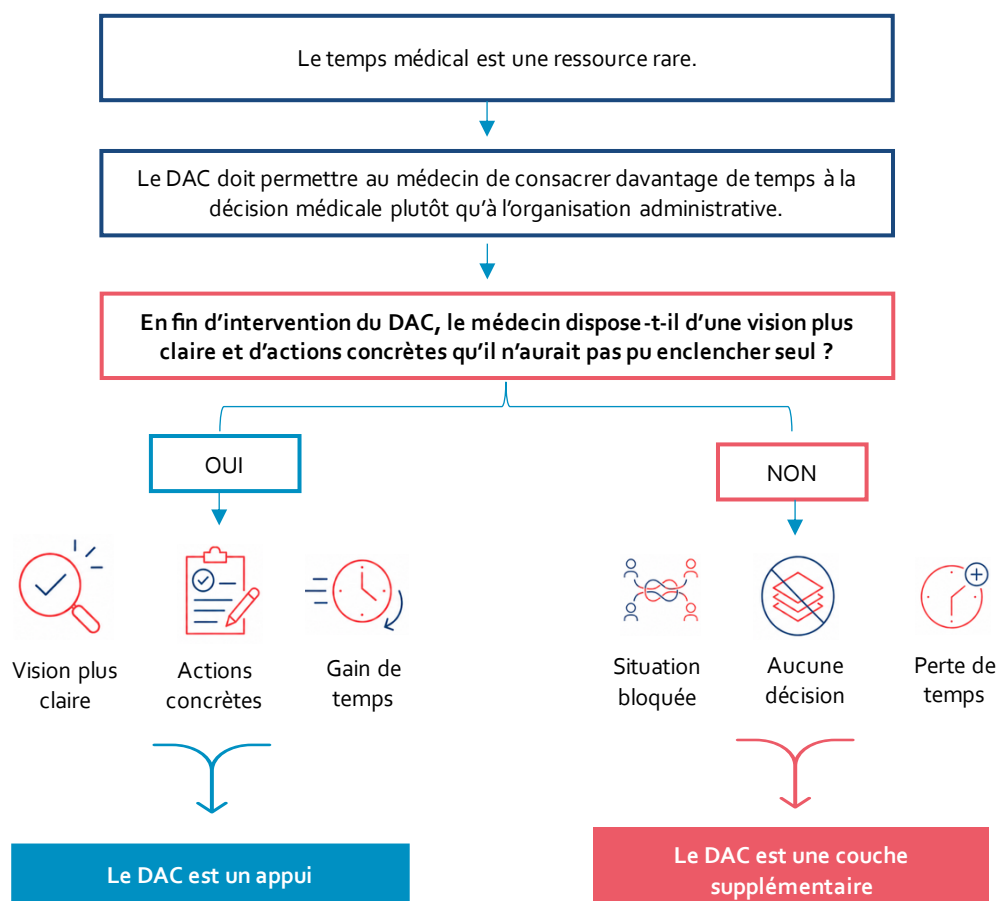 Le temps médical est une ressource rare.
Le DAC doit permettre au médecin de consacrer davantage de temps à la
décision médicale plutôt qu’à l’organisation administrative.
En fin d’intervention du DAC, le médecin dispose-t-il d’une vision plus
claire et d’actions concrètes qu’il n’aurait pas pu enclencher seul ?
OUI
NON
Vision plus
claire
Actions
concrètes
Gain de
temps
Situation
bloquée
Aucune
décision
Perte de
temps
Le DAC est un appui
Le DAC est une couche
supplémentaire